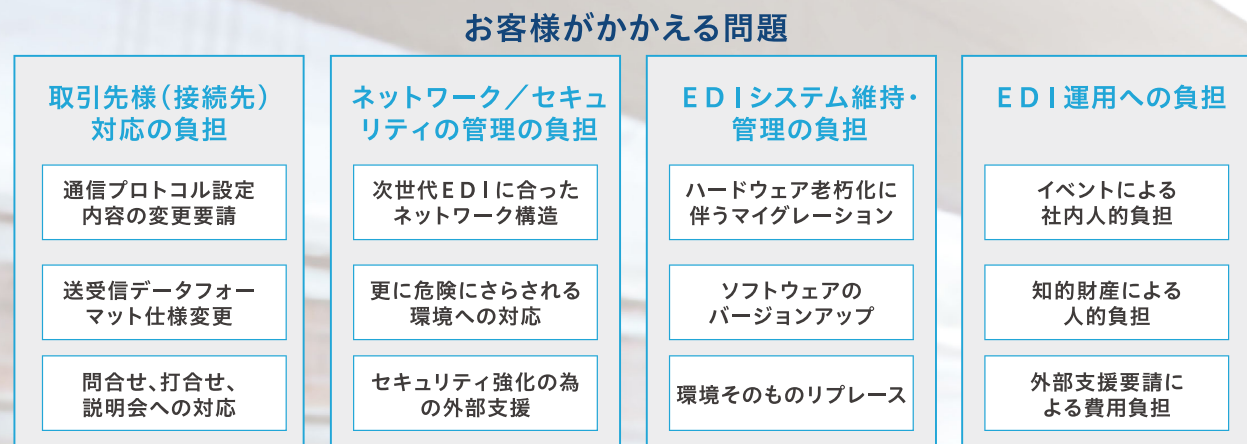 お客様がかかえる問題
取引先様（接続先）
対応の負担
通信プロトコル設定
内容の変更要請
送受信データフォー
マット仕様変更
問合せ、打合せ、
説明会への対応
ネットワーク／セキュ
リティの管理の負担
次世代EDIに合った
ネットワーク構造
更に危険にさらされる
環境への対応
セキュリティ強化の為
の外部支援
EDIシステム維持・
管理の負担
ハードウェア老朽化に
伴うマイグレーション
ソフトウェアの
バージョンアップ
環境そのものリプレース
EDI運用への負担
イベントによる
社内人的負担
知的財産による
人的負担
外部支援要請に
よる費用負担